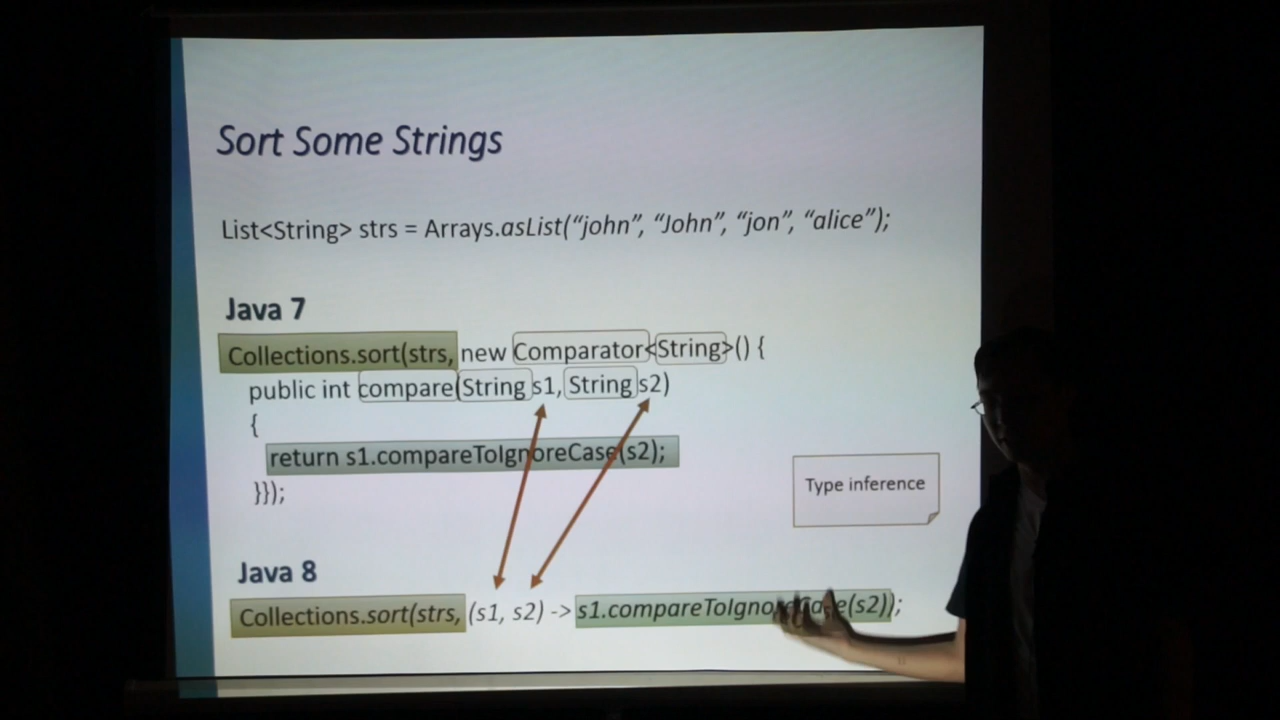 Sort Some Strings
List<String> strs = Arrays.asList(“john”, “John”, “jon”, “alice”);
Java 7
Collections.sort(strs, new Comparator<String>() {
public int compare(String s1, String s2)
{
return s1.compareToIgnoreCase(s2);
}});
Type inference
Java 8
Collections.sort(strs, (s1, s2) -> s1.compareToIgnoreCase(s2));